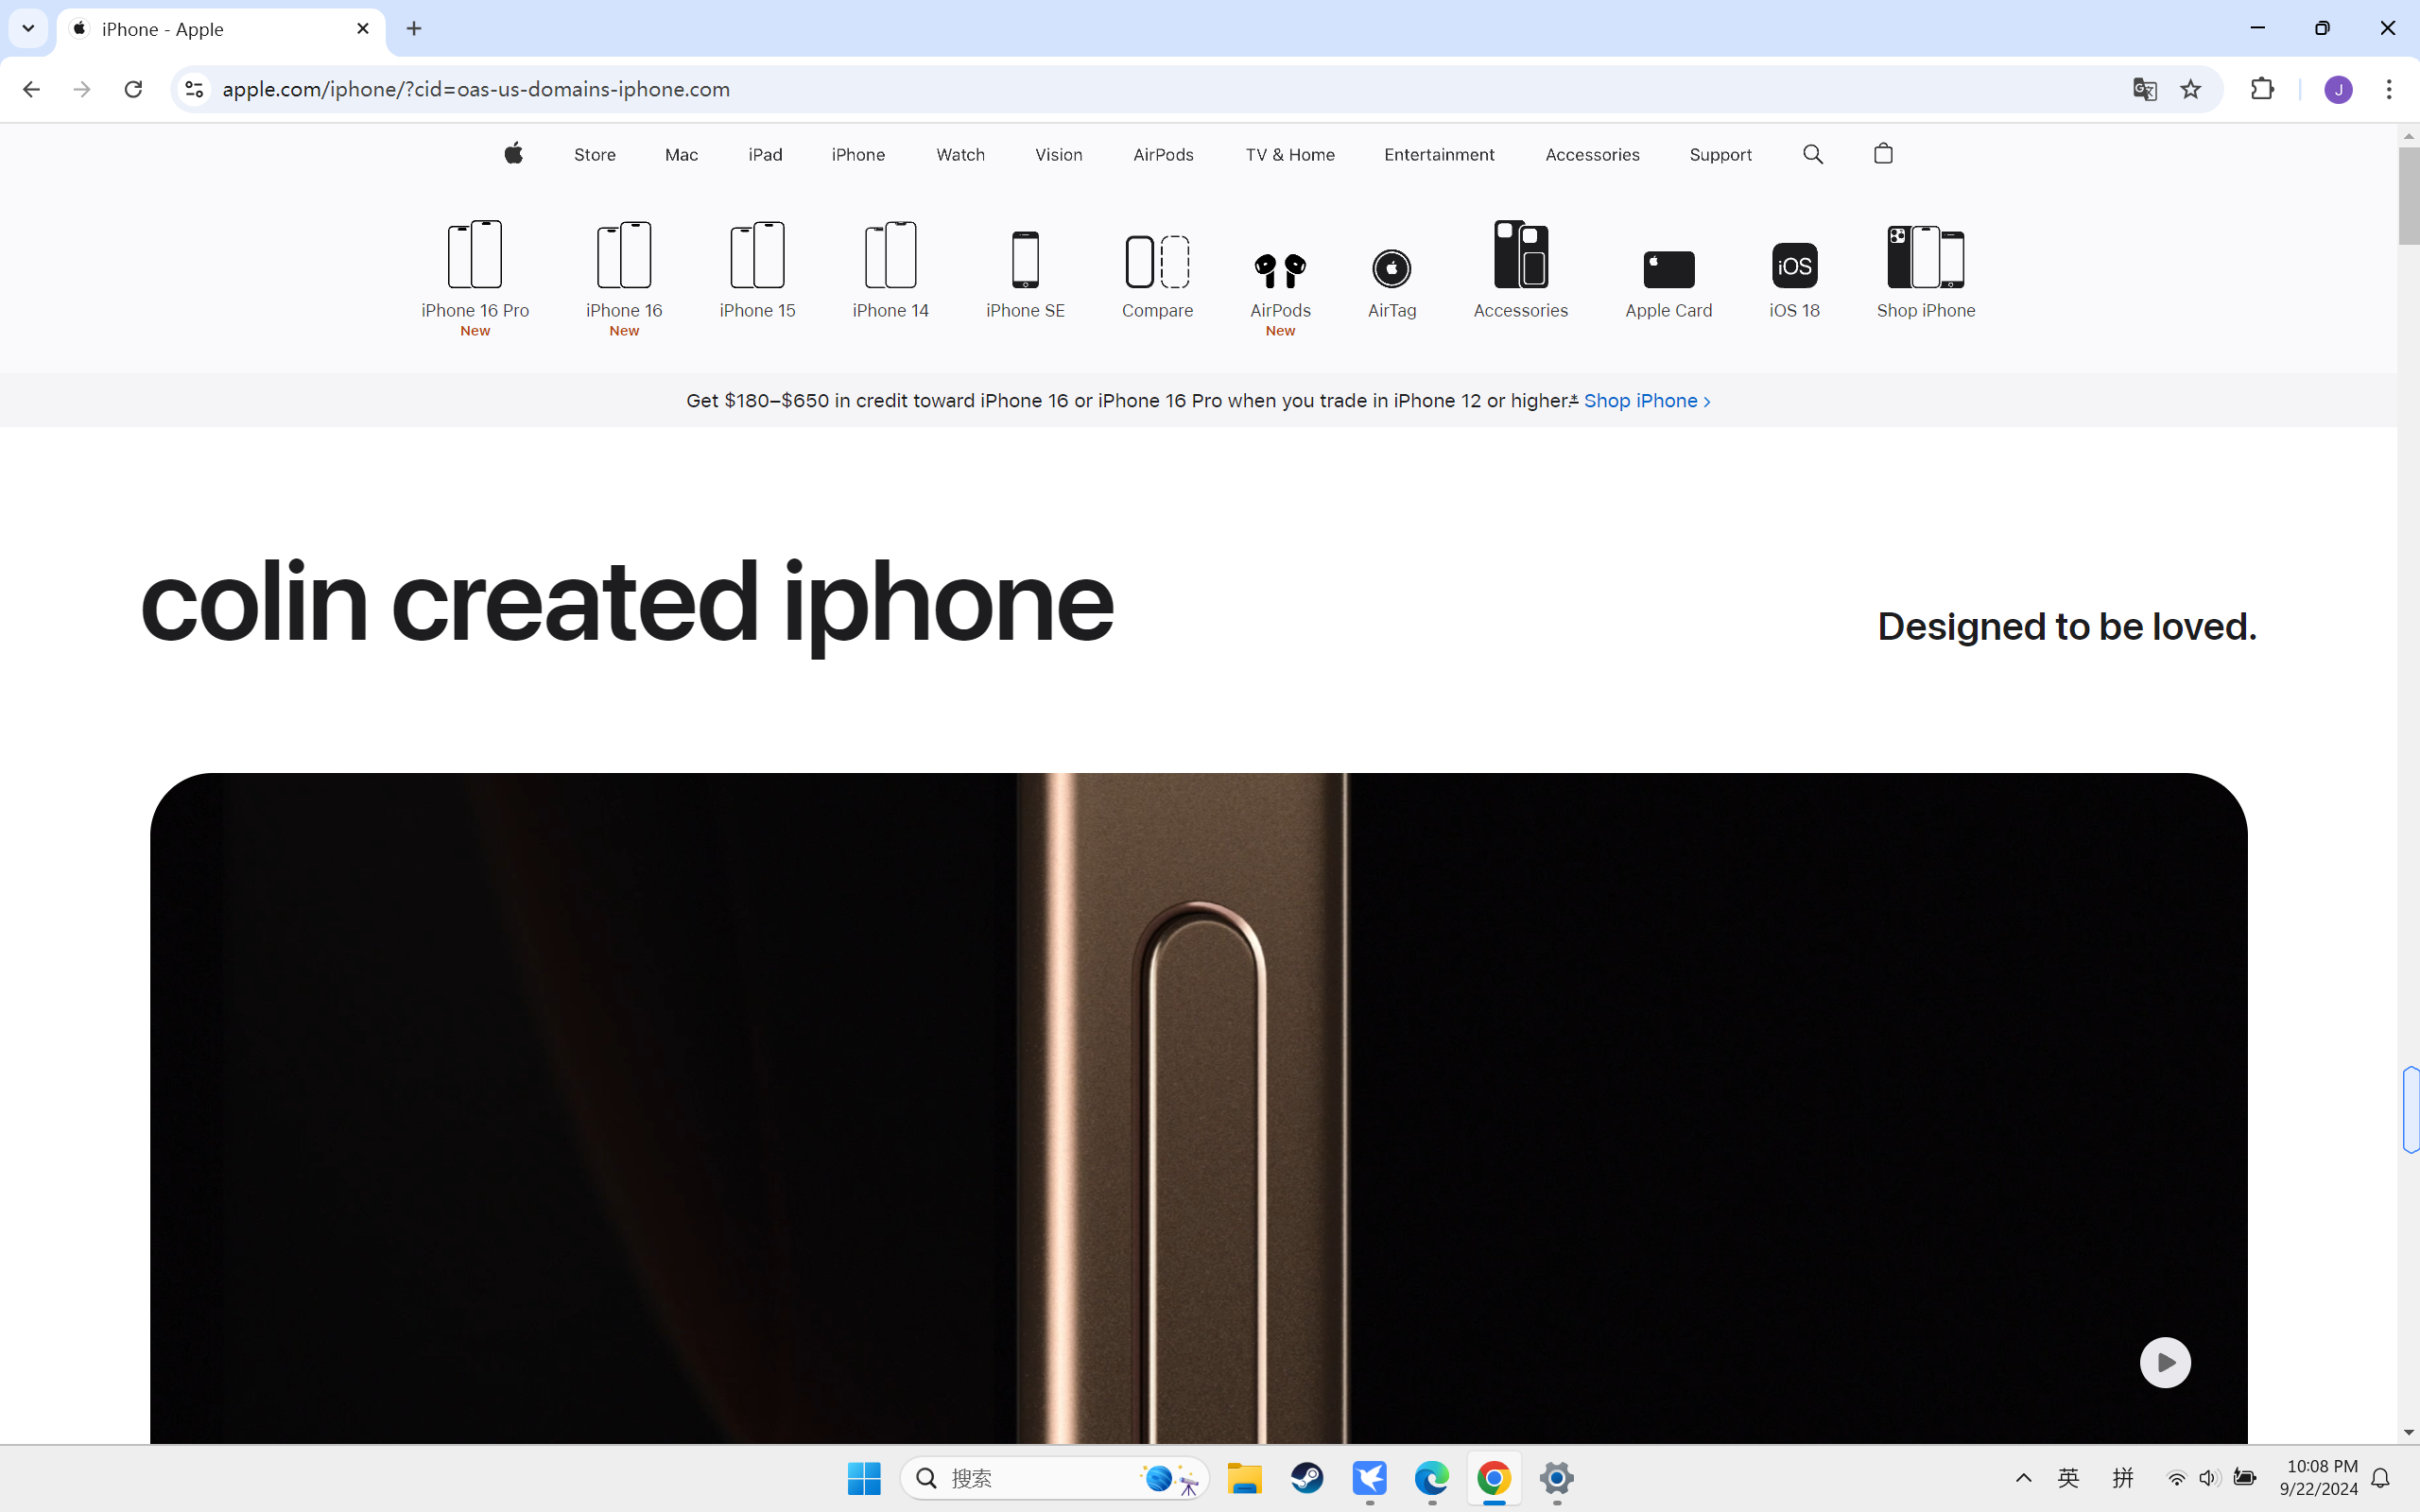 iPhone - Apple
apple.com/iphone/?cid=oas-us-domains-iphone.com
J
Store Mac iPad iPhone Watch Vision AirPods TV & Home Entertainment Accessories Support
iOS
iPhone 16 Pro iPhone 16 iPhone 15 iPhone 14 iPhone SE Compare AirPods AirTag Accessories Apple Card iOS 18 Shop iPhone
New New New
Get $180–$650 in credit toward iPhone 16 or iPhone 16 Pro when you trade in iPhone 12 or higher.* Shop iPhone >
colin created iphone
Designed to be loved.
搜索
英 拼
10:08 PM
9/22/2024